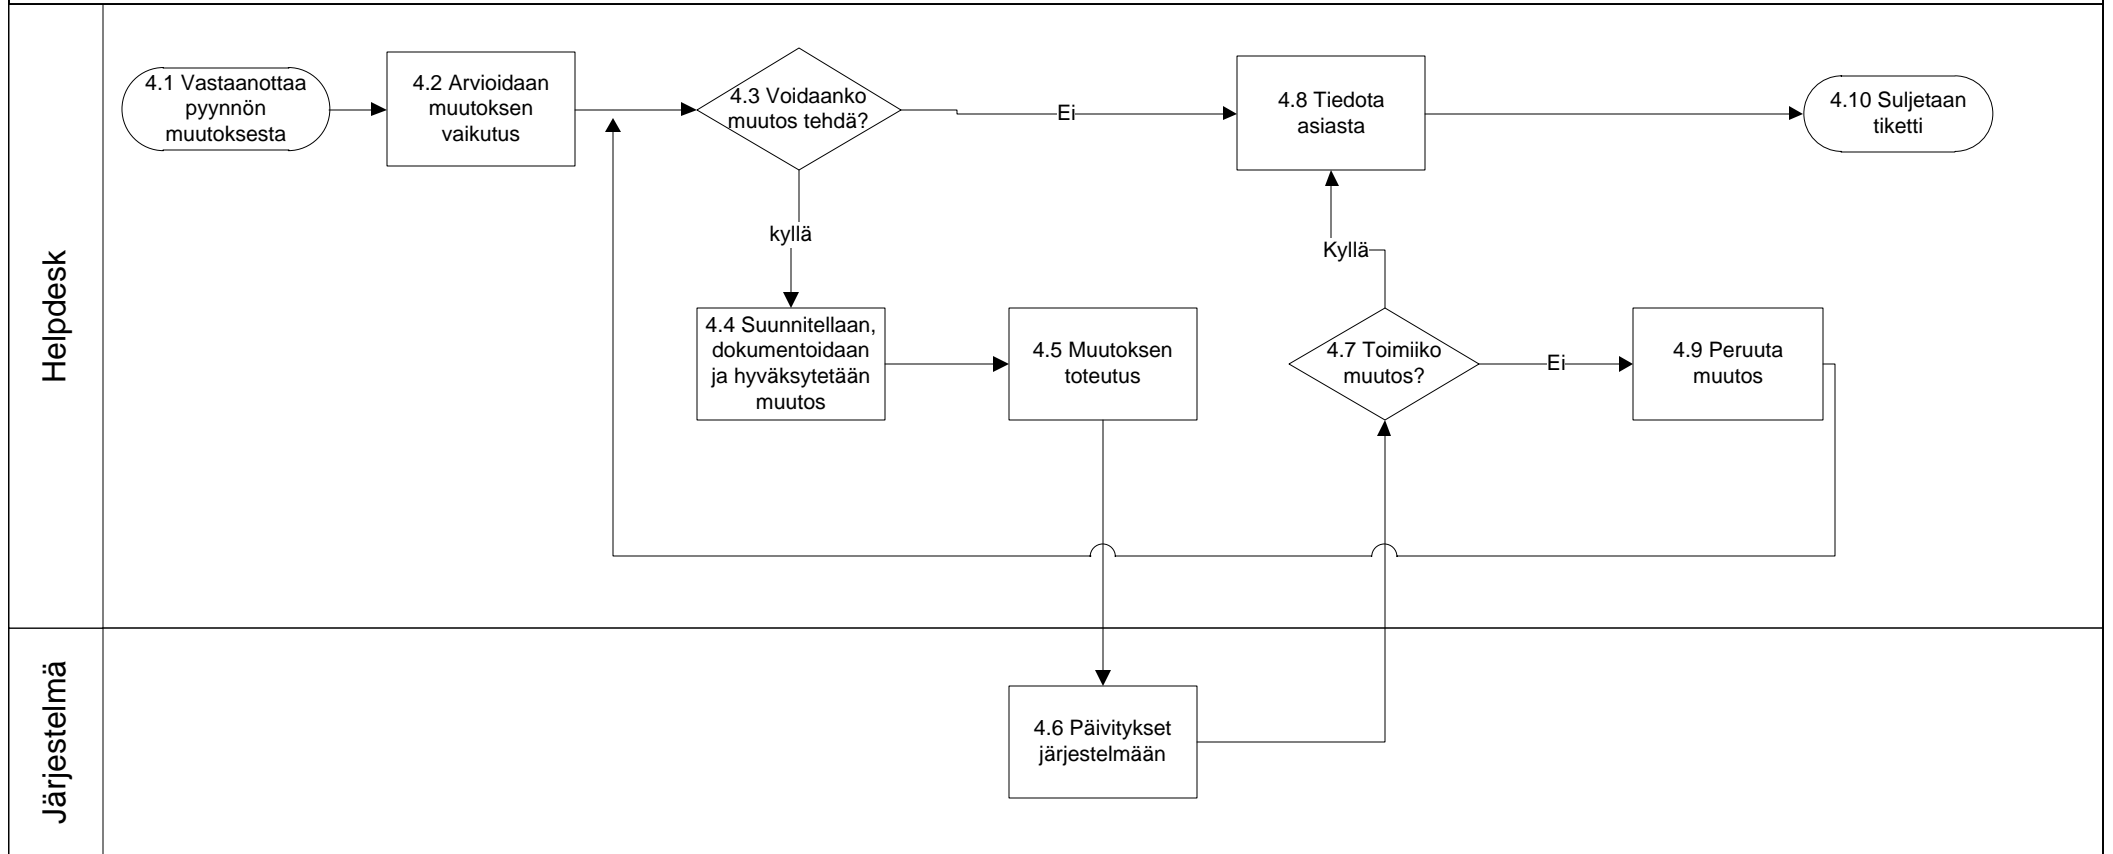 Helpdesk
4.1 Vastaanottaa
pyynnön
muutoksesta
4.2 Arvioidaan
muutoksen
vaikutus
4.3 Voidaanko
muutos tehdä?
Ei
4.8 Tiedota
asiasta
4.10 Suljetaan
tiketti
kyllä
Kyllä
4.4 Suunnitellaan,
dokumentoidaan
ja hyväksytetään
muutos
4.5 Muutoksen
toteutus
4.7 Toimiiko
muutos?
Ei
4.9 Peruuta
muutos
Järjestelmä
4.6 Päivitykset
järjestelmään